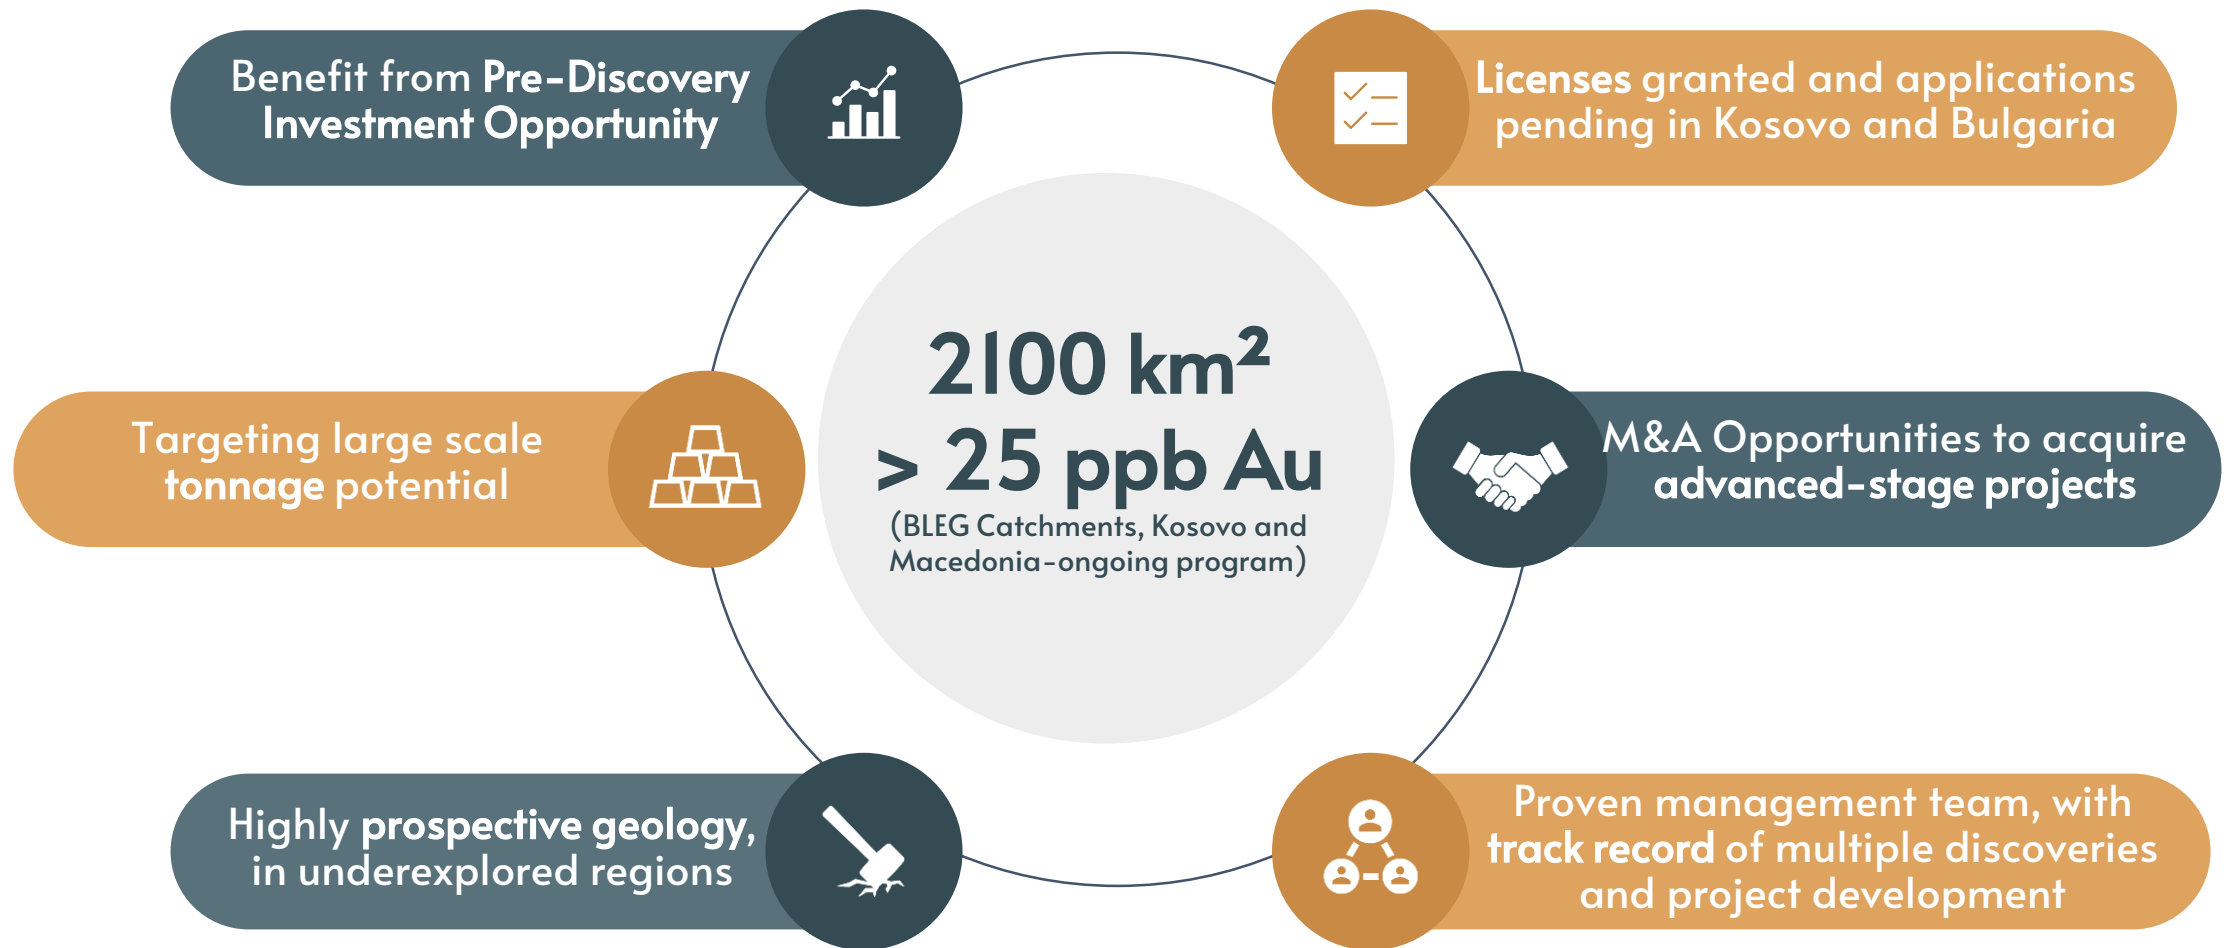 Benefit from Pre-Discovery
Investment Opportunity
Licenses granted and applications
pending in Kosovo and Bulgaria
Targeting large scale
tonnage potential
2100 km²
> 25 ppb Au
(BLEG Catchments, Kosovo and
Macedonia-ongoing program)
M&A Opportunities to acquire
advanced-stage projects
Highly prospective geology,
in underexplored regions
Proven management team, with
track record of multiple discoveries
and project development